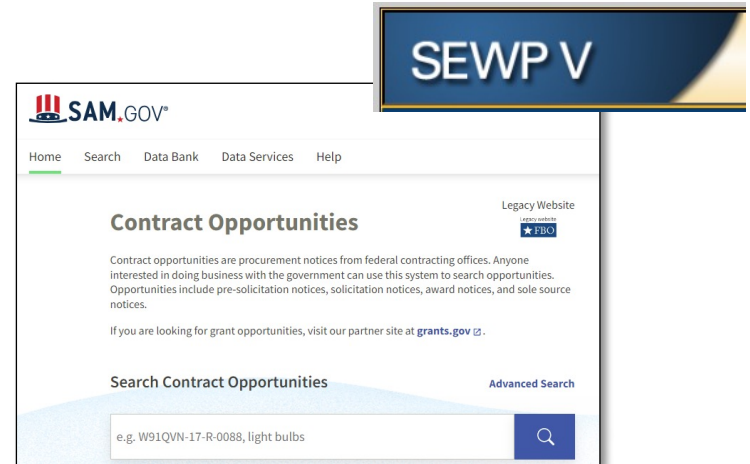 SEWP V
SAM.GOV®
Home Search Data Bank Data Services Help
Legacy Website
Legacy website
FBO
Contract Opportunities
Contract opportunities are procurement notices from federal contracting offices. Anyone
interested in doing business with the government can use this system to search opportunities.
Opportunities include pre-solicitation notices, solicitation notices, award notices, and sole source
notices.
If you are looking for grant opportunities, visit our partner site at grants.gov.
Search Contract Opportunities
Advanced Search
e.g. W91QVN-17-R-0088, light bulbs